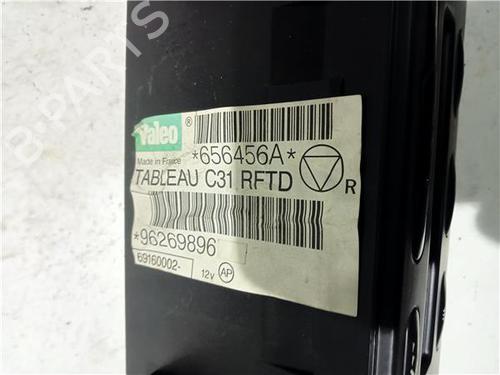 Valeo ®
Made in France
*656456A*
TABLEAU C31 RFTD
R
*96269896
69160002-
12V AP
B-PARTS